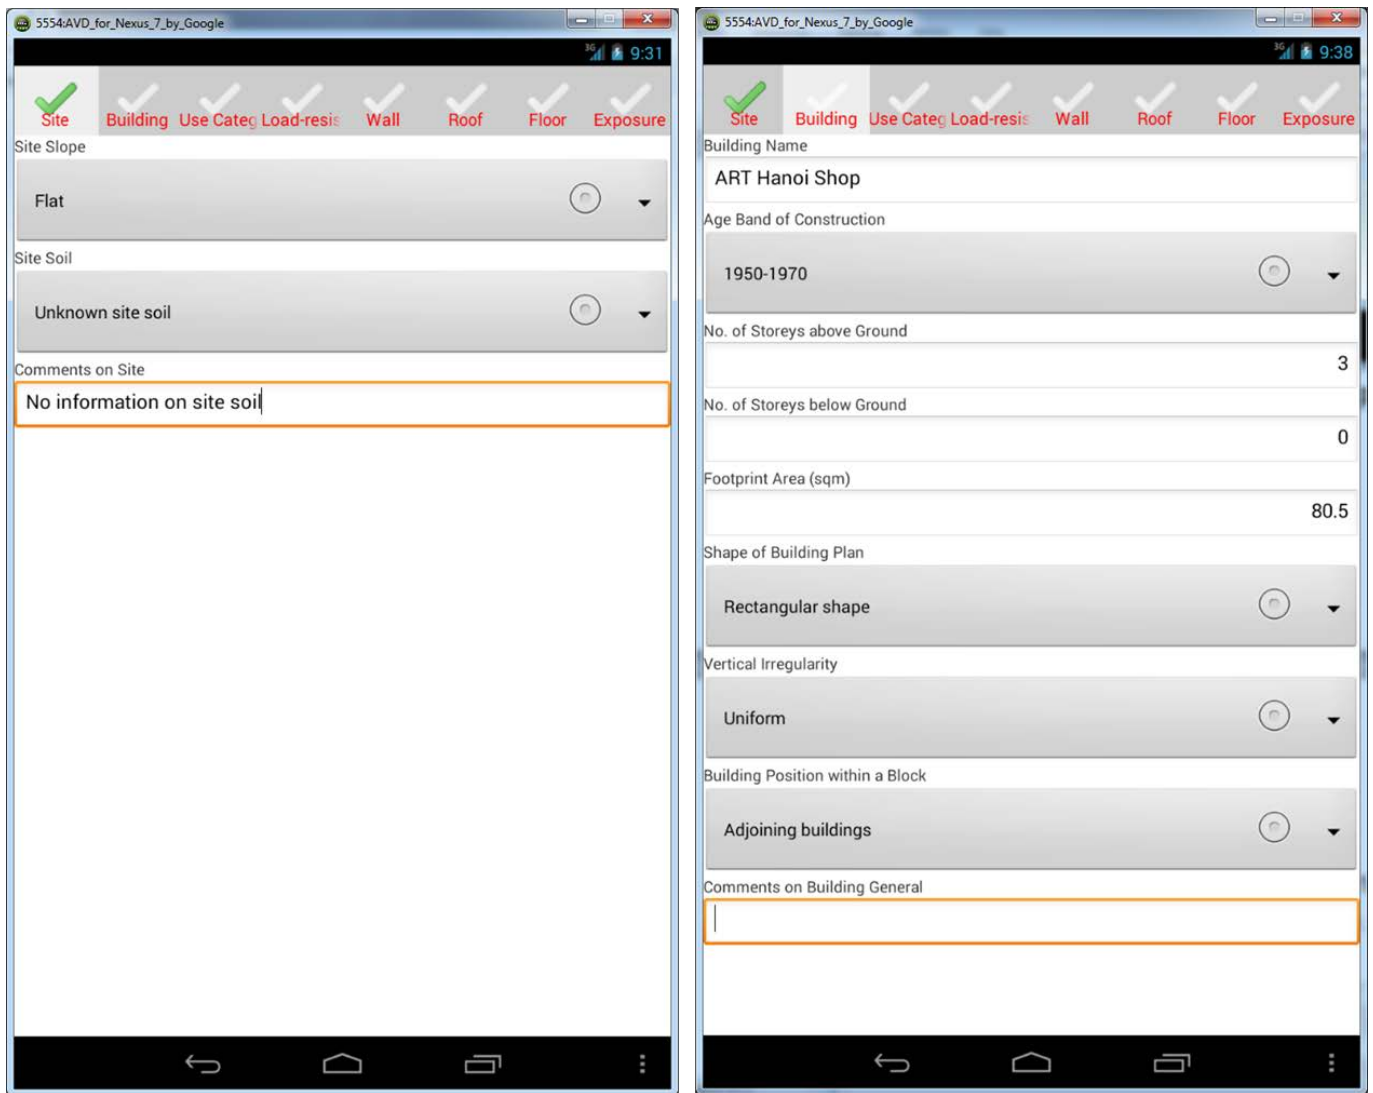 5554:AVD_for_Nexus_7_by_Google
3G 9:31
Site Building Use Categ Load-resis Wall Roof Floor Exposure
Site Slope
Flat
Site Soil
Unknown site soil
Comments on Site
No information on site soil
5554:AVD_for_Nexus_7_by_Google
3G 9:38
Site Building Use Categ Load-resis Wall Roof Floor Exposure
Building Name
ART Hanoi Shop
Age Band of Construction
1950-1970
No. of Storeys above Ground
3
No. of Storeys below Ground
0
Footprint Area (sqm)
80.5
Shape of Building Plan
Rectangular shape
Vertical Irregularity
Uniform
Building Position within a Block
Adjoining buildings
Comments on Building General